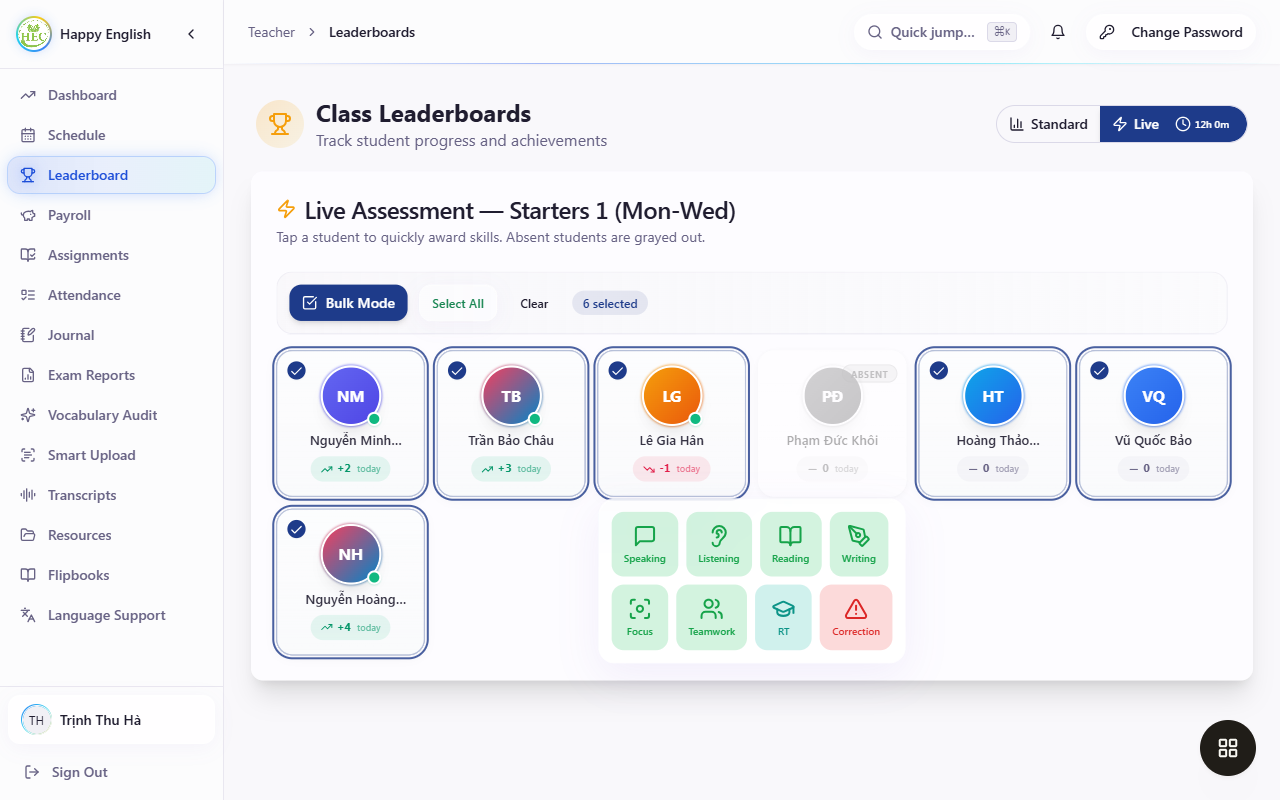 HEC
Happy English
Teacher
Leaderboards
Quick jump...
⌘K
Change Password
Dashboard
Schedule
Leaderboard
Payroll
Assignments
Attendance
Journal
Exam Reports
Vocabulary Audit
Smart Upload
Transcripts
Resources
Flipbooks
Language Support
TH
Trịnh Thu Hà
Sign Out
Class Leaderboards
Track student progress and achievements
Standard
Live
12h 0m
Live Assessment — Starters 1 (Mon-Wed)
Tap a student to quickly award skills. Absent students are grayed out.
Bulk Mode
Select All
Clear
6 selected
NM
Nguyễn Minh...
+2 today
TB
Trần Bảo Châu
+3 today
LG
Lê Gia Hân
-1 today
ABSENT
PĐ
Phạm Đức Khôi
0 today
HT
Hoàng Thảo...
0 today
VQ
Vũ Quốc Bảo
0 today
NH
Nguyễn Hoàng...
+4 today
Speaking
Listening
Reading
Writing
Focus
Teamwork
RT
Correction